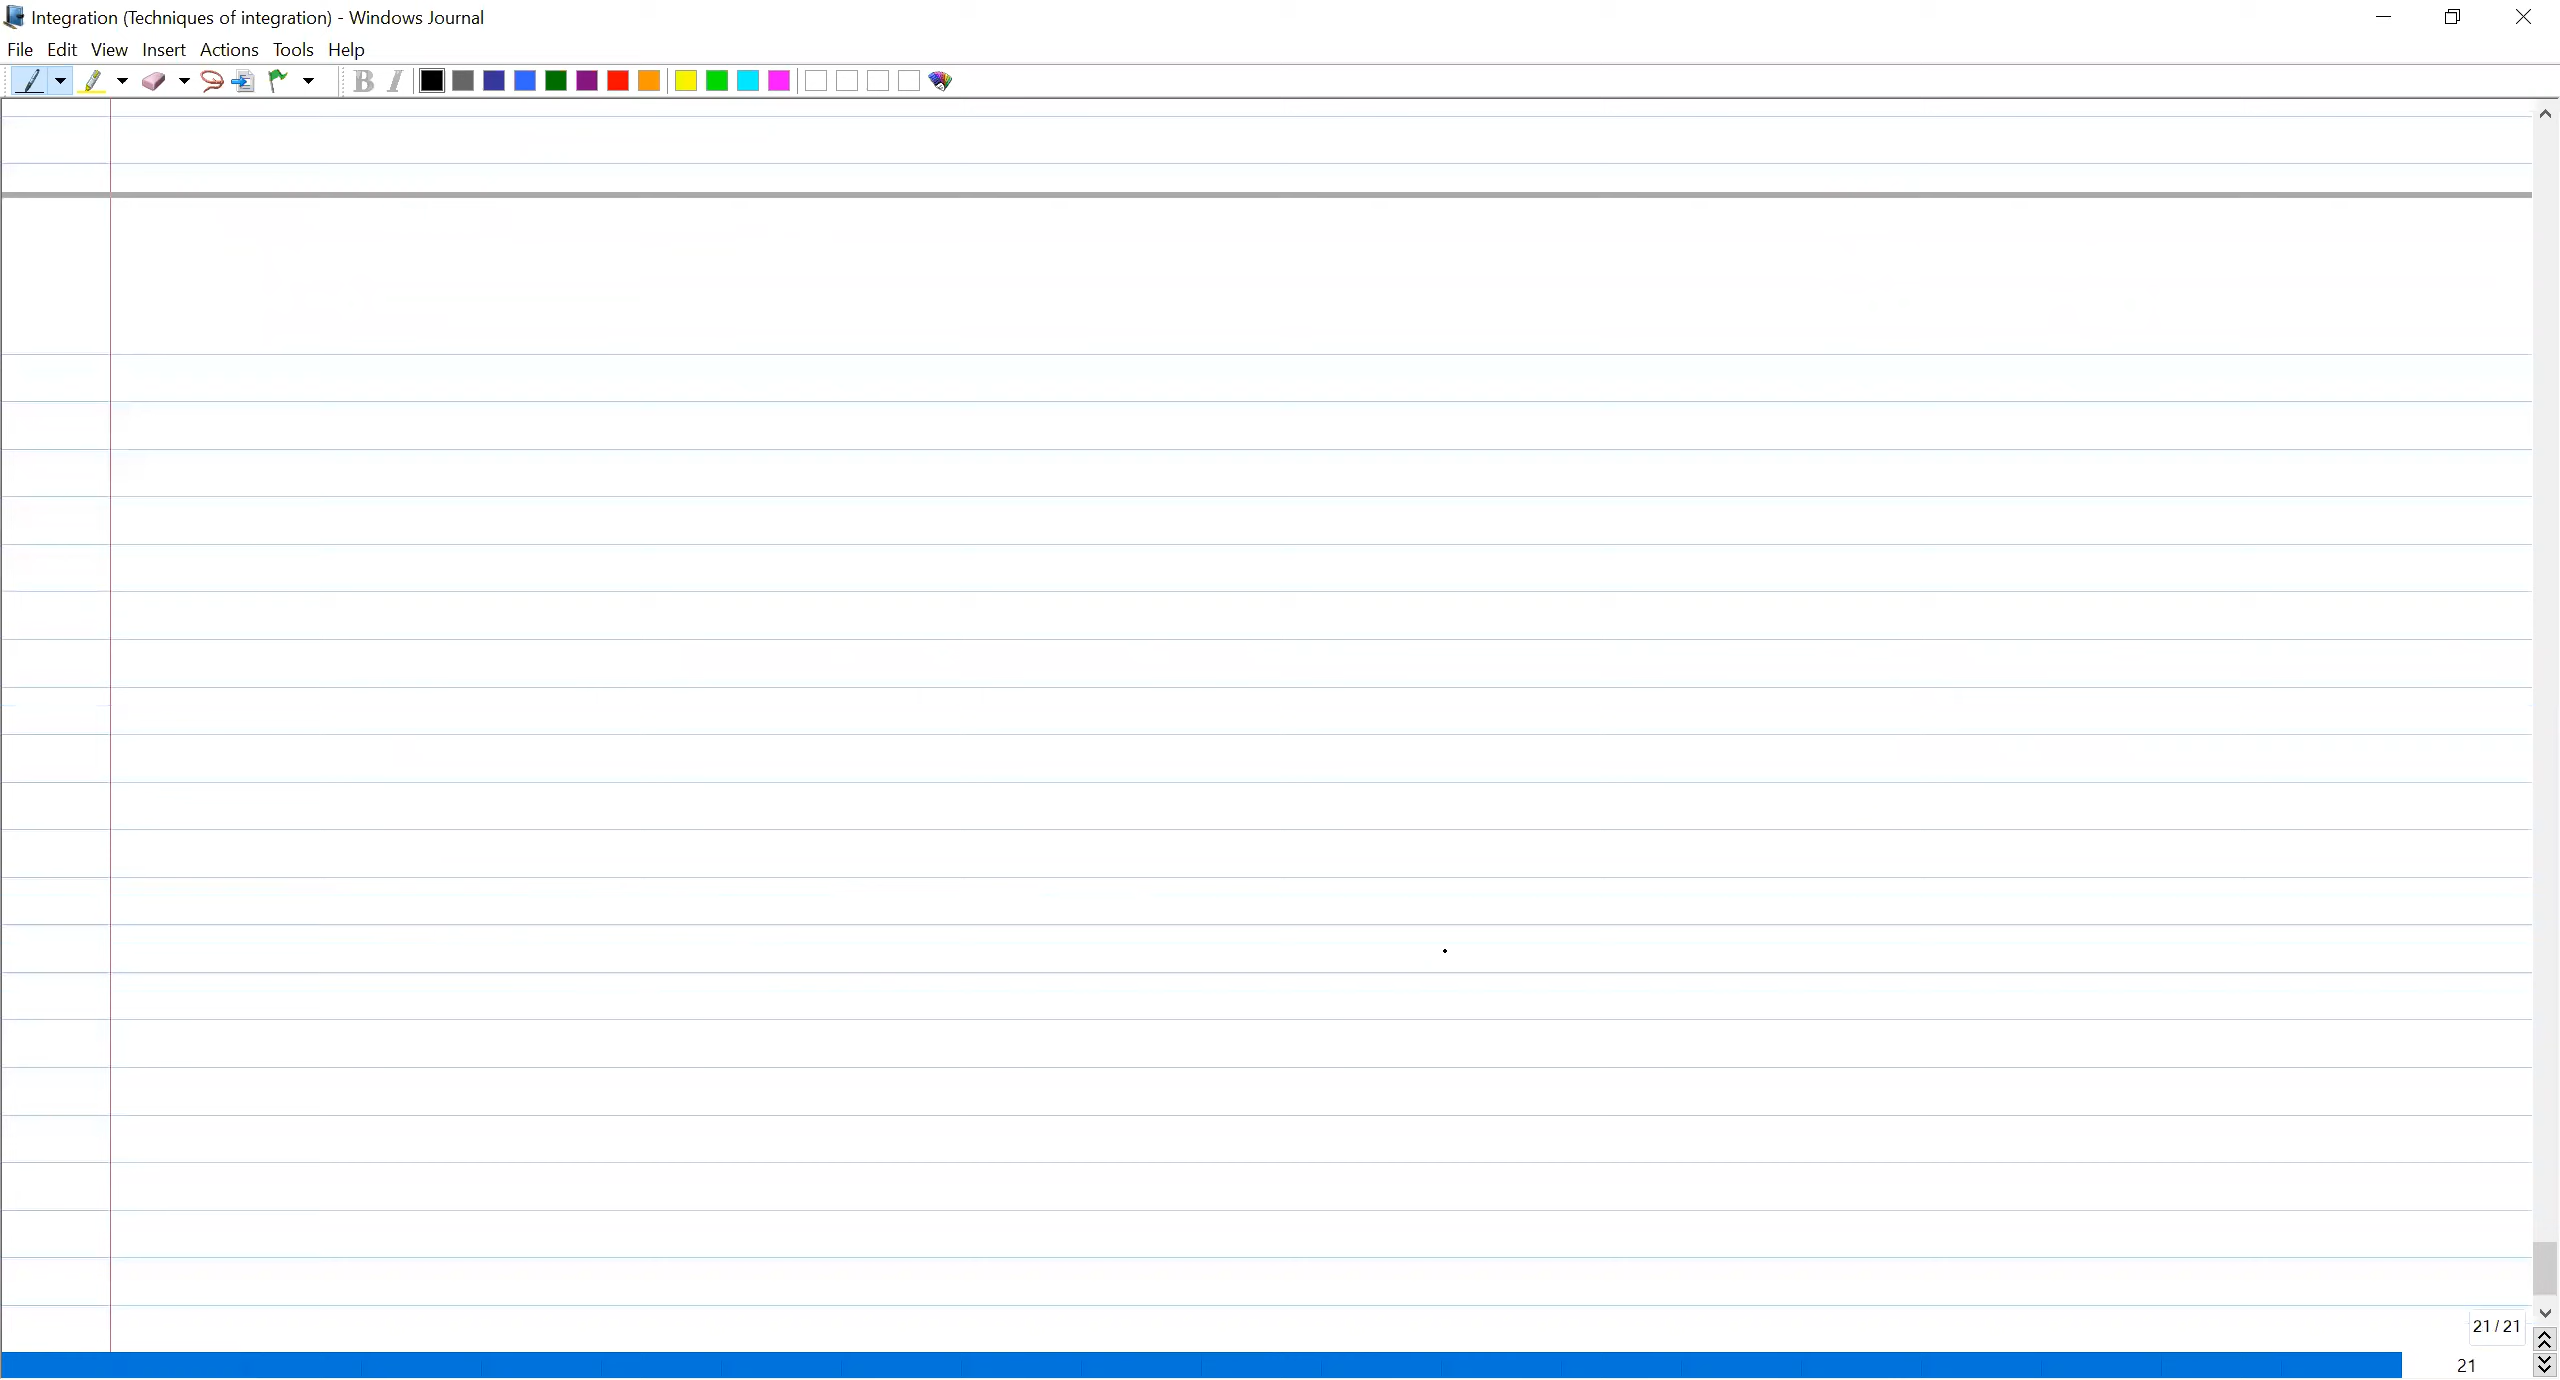 Integration (Techniques of integration) - Windows Journal
File Edit View Insert Actions Tools Help
B I
21 / 21
21